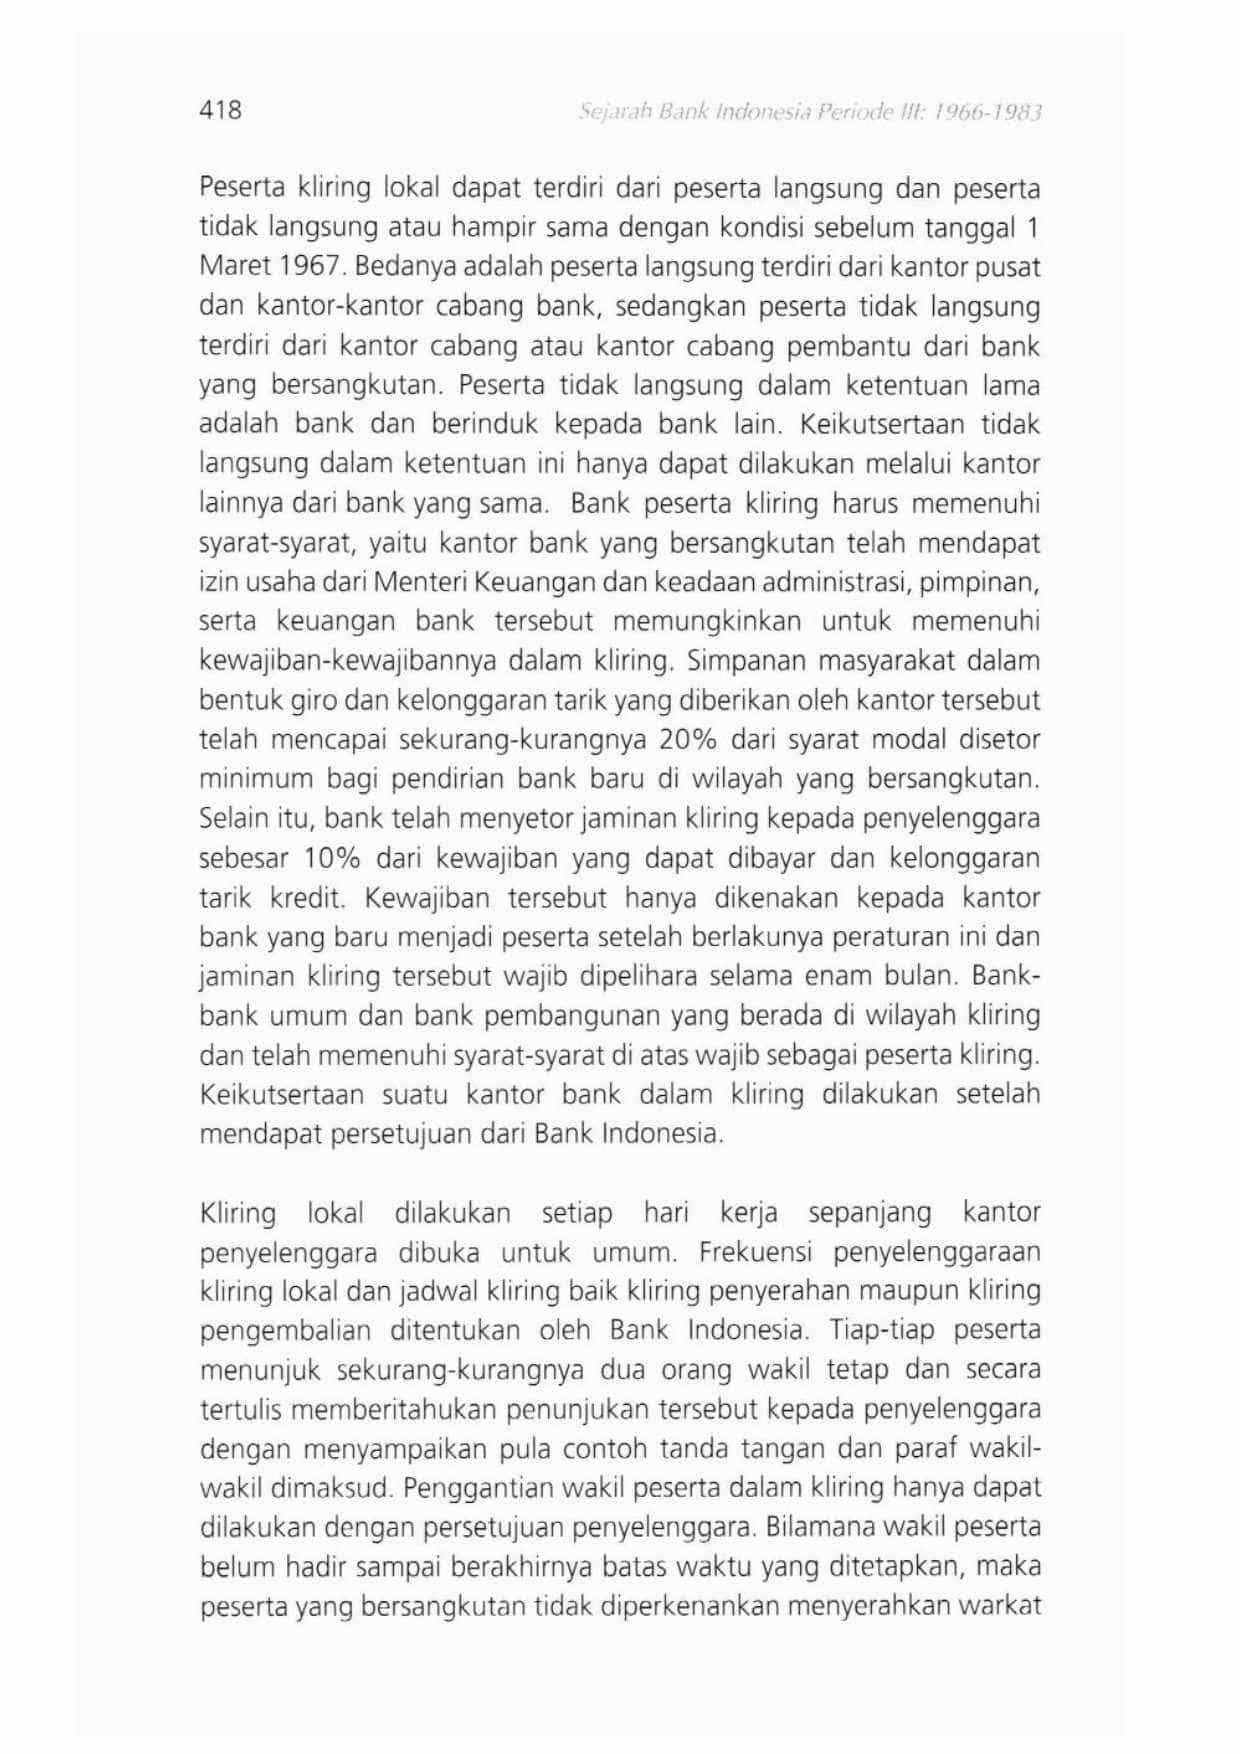 418
Sejarah Bank Indonesia Periode III: 1966-1983
Peserta kliring lokal dapat terdiri dari peserta langsung dan peserta
tidak langsung atau hampir sama dengan kondisi sebelum tanggal 1
Maret 1967. Bedanya adalah peserta langsung terdiri dari kantor pusat
dan kantor-kantor cabang bank, sedangkan peserta tidak langsung
terdiri dari kantor cabang atau kantor cabang pembantu dari bank
yang bersangkutan. Peserta tidak langsung dalam ketentuan lama
adalah bank dan berinduk kepada bank lain. Keikutsertaan tidak
langsung dalam ketentuan ini hanya dapat dilakukan melalui kantor
lainnya dari bank yang sama. Bank peserta kliring harus memenuhi
syarat-syarat, yaitu kantor bank yang bersangkutan telah mendapat
izin usaha dari Menteri Keuangan dan keadaan administrasi, pimpinan,
serta keuangan bank tersebut memungkinkan untuk memenuhi
kewajiban-kewajibannya dalam kliring. Simpanan masyarakat dalam
bentuk giro dan kelonggaran tarik yang diberikan oleh kantor tersebut
telah mencapai sekurang-kurangnya 20% dari syarat modal disetor
minimum bagi pendirian bank baru di wilayah yang bersangkutan.
Selain itu, bank telah menyetor jaminan kliring kepada penyelenggara
sebesar 10% dari kewajiban yang dapat dibayar dan kelonggaran
tarik kredit. Kewajiban tersebut hanya dikenakan kepada kantor
bank yang baru menjadi peserta setelah berlakunya peraturan ini dan
jaminan kliring tersebut wajib dipelihara selama enam bulan. Bank-
bank umum dan bank pembangunan yang berada di wilayah kliring
dan telah memenuhi syarat-syarat di atas wajib sebagai peserta kliring.
Keikutsertaan suatu kantor bank dalam kliring dilakukan setelah
mendapat persetujuan dari Bank Indonesia.
Kliring lokal dilakukan setiap hari kerja sepanjang kantor
penyelenggara dibuka untuk umum. Frekuensi penyelenggaraan
kliring lokal dan jadwal kliring baik kliring penyerahan maupun kliring
pengembalian ditentukan oleh Bank Indonesia. Tiap-tiap peserta
menunjuk sekurang-kurangnya dua orang wakil tetap dan secara
tertulis memberitahukan penunjukan tersebut kepada penyelenggara
dengan menyampaikan pula contoh tanda tangan dan paraf wakil-
wakil dimaksud. Penggantian wakil peserta dalam kliring hanya dapat
dilakukan dengan persetujuan penyelenggara. Bilamana wakil peserta
belum hadir sampai berakhirnya batas waktu yang ditetapkan, maka
peserta yang bersangkutan tidak diperkenankan menyerahkan warkat